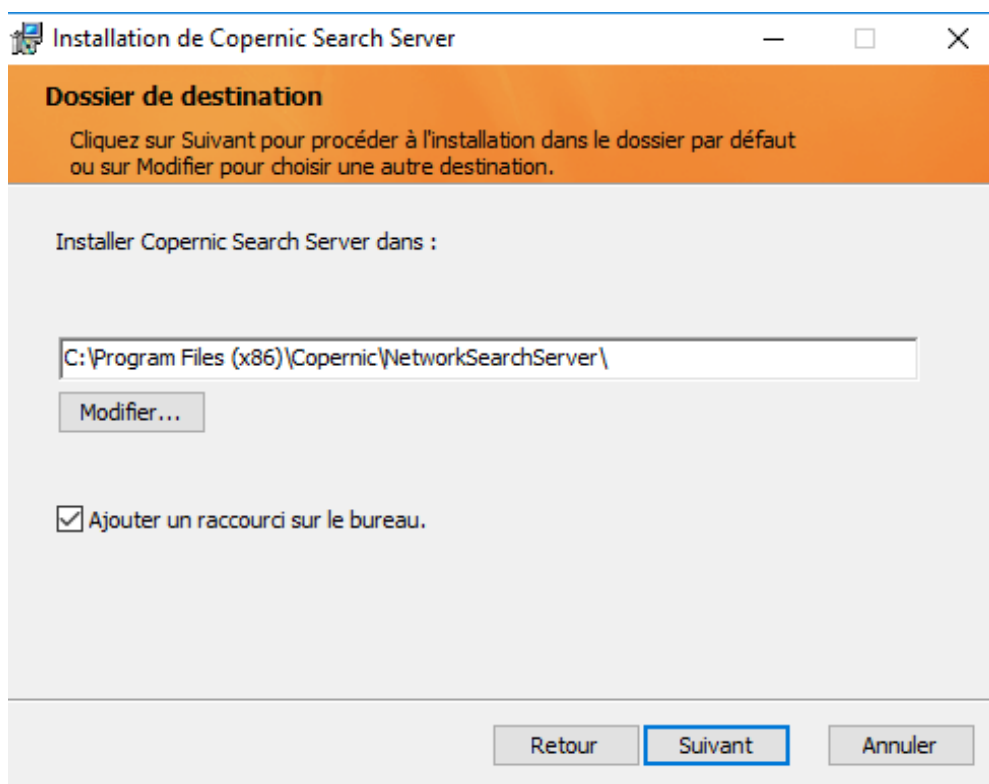 Installation de Copernic Search Server
Dossier de destination
Cliquez sur Suivant pour procéder à l'installation dans le dossier par défaut
ou sur Modifier pour choisir une autre destination.
Installer Copernic Search Server dans :
C:\Program Files (x86)\Copernic\NetworkSearchServer\
Modifier...
Ajouter un raccourci sur le bureau.
Retour
Suivant
Annuler